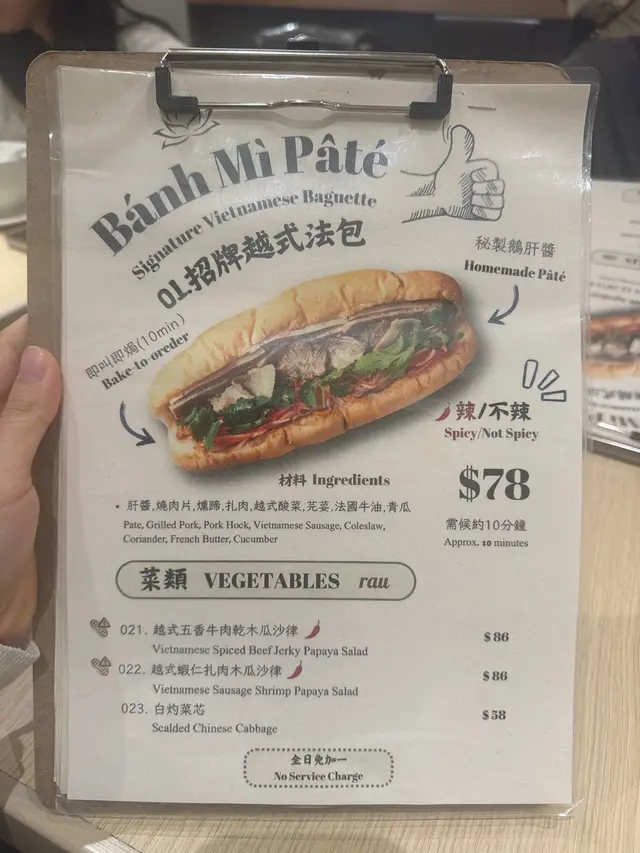 Bánh Mì Pâté
Signature Vietnamese Baguette
01.招牌越式法包
秘製鵝肝醬
Homemade Pâté
即叫即焗(10min)
Bake-to-oreder
辣/不辣
Spicy/Not Spicy
$78
需候約10分鐘
Approx. 10 minutes
材料 Ingredients
• 肝醬,燒肉片,燻蹄,扎肉,越式酸菜,芫荽,法國牛油,青瓜
Pate, Grilled Pork, Pork Hock, Vietnamese Sausage, Coleslaw,
Coriander, French Butter, Cucumber
菜類 VEGETABLES rau
021. 越式五香牛肉乾木瓜沙律 $86
Vietnamese Spiced Beef Jerky Papaya Salad
022. 越式蝦仁扎肉木瓜沙律 $86
Vietnamese Sausage Shrimp Papaya Salad
023. 白灼菜芯 $58
Scalded Chinese Cabbage
全日免加一
No Service Charge